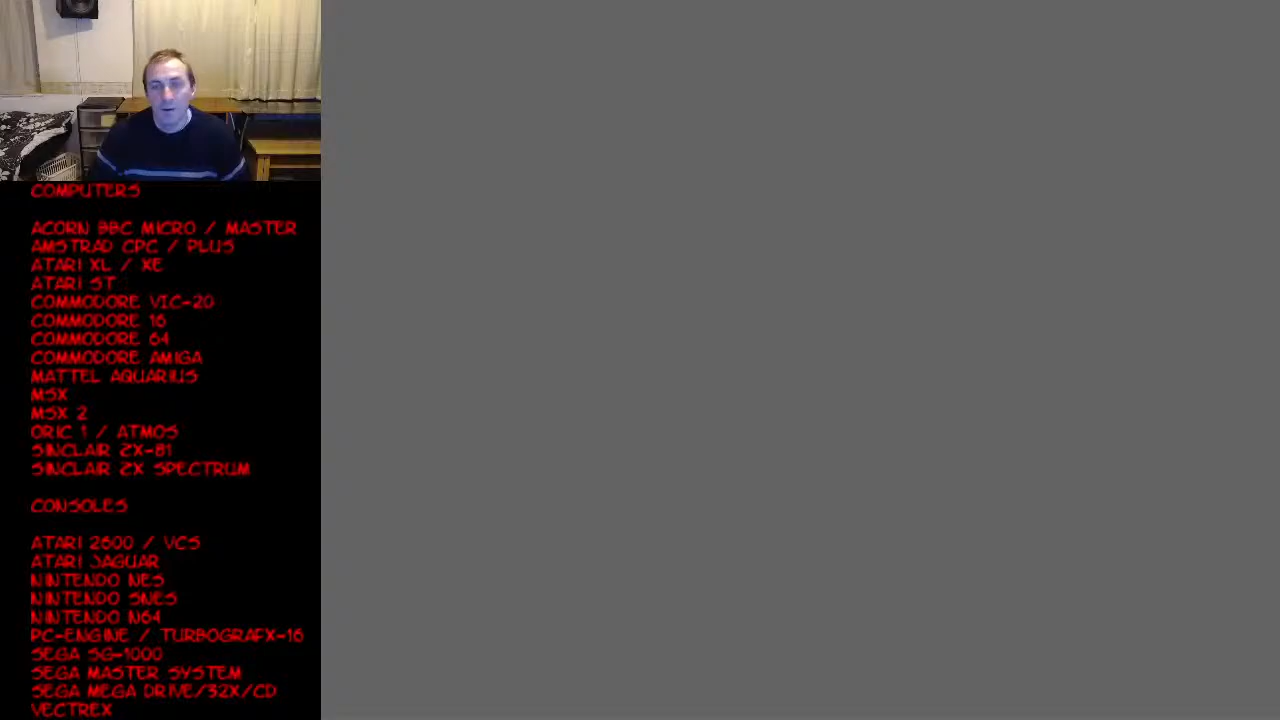 COMPUTERS
ACORN BBC MICRO / MASTER
AMSTRAD CPC / PLUS
ATARI XL / XE
ATARI ST
COMMODORE VIC-20
COMMODORE 16
COMMODORE 64
COMMODORE AMIGA
MATTEL AQUARIUS
MSX
MSX 2
ORIC 1 / ATMOS
SINCLAIR ZX-81
SINCLAIR ZX SPECTRUM
CONSOLES
ATARI 2600 / VCS
ATARI JAGUAR
NINTENDO NES
NINTENDO SNES
NINTENDO N64
PC-ENGINE / TURBOGRAFX-16
SEGA SG-1000
SEGA MASTER SYSTEM
SEGA MEGA DRIVE/32X/CD
VECTREX